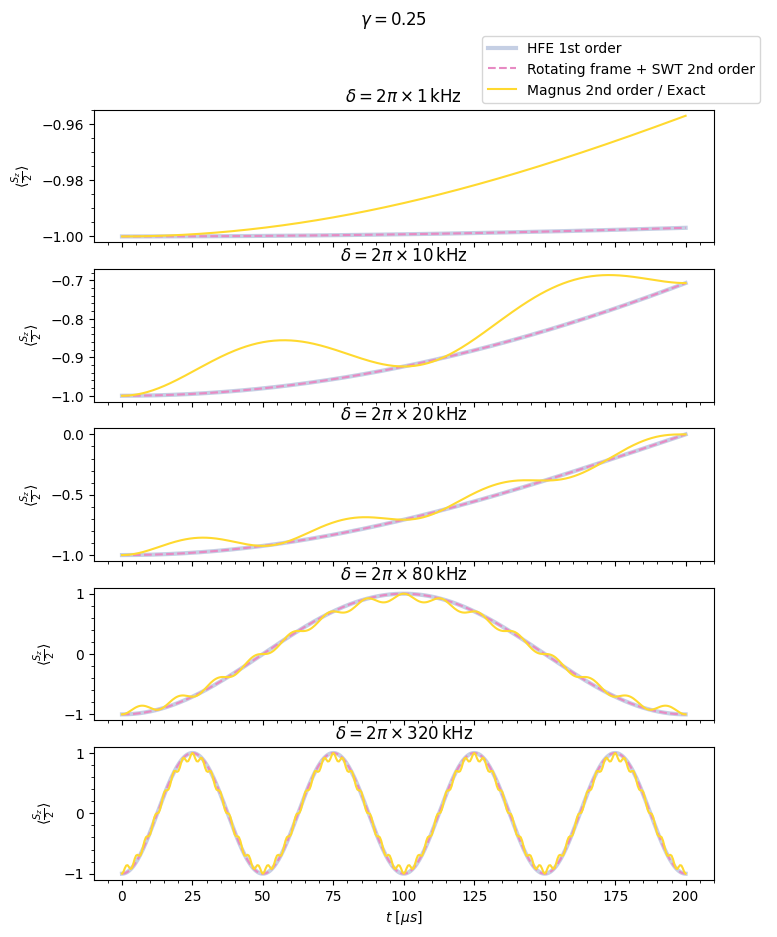 γ = 0.25
HFE 1st order
Rotating frame + SWT 2nd order
Magnus 2nd order / Exact
δ = 2π × 1 kHz
−0.96
−0.98
−1.00
⟨S_z/2⟩
δ = 2π × 10 kHz
−0.7
−0.8
−0.9
−1.0
⟨S_z/2⟩
δ = 2π × 20 kHz
0.0
−0.5
−1.0
⟨S_z/2⟩
δ = 2π × 80 kHz
1
0
−1
⟨S_z/2⟩
δ = 2π × 320 kHz
1
0
−1
⟨S_z/2⟩
0 25 50 75 100 125 150 175 200
t [μs]